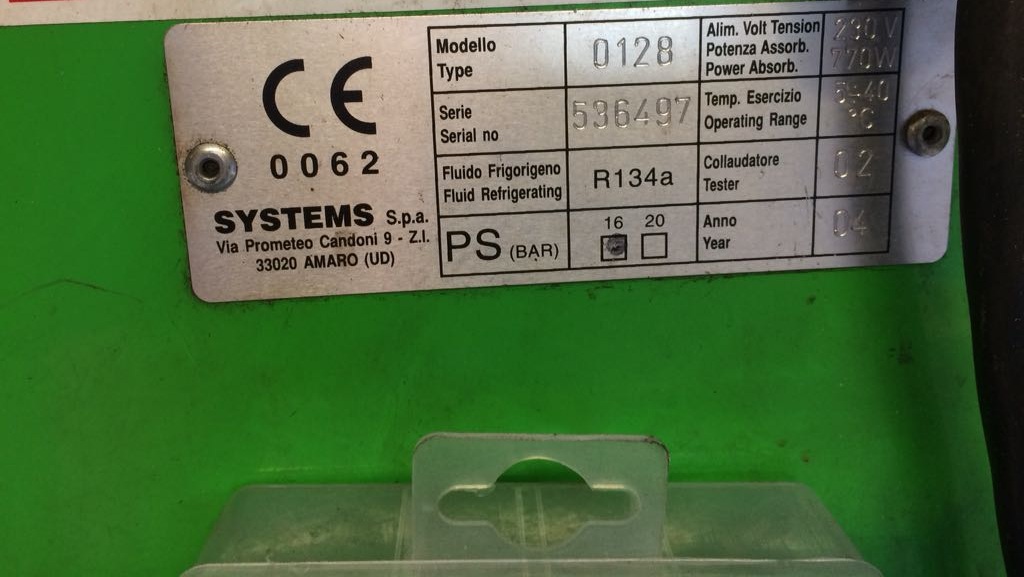 CE
0062
SYSTEMS S.p.a.
Via Prometeo Candoni 9 - Z.I.
33020 AMARO (UD)
Modello
Type
0128
Alim. Volt Tension
Potenza Assorb.
Power Absorb.
230 V
770W
Serie
Serial no
536497
Temp. Esercizio
Operating Range
5÷40
°C
Fluido Frigorigeno
Fluid Refrigerating
R134a
Collaudatore
Tester
02
PS (BAR)
16 20
Anno
Year
04